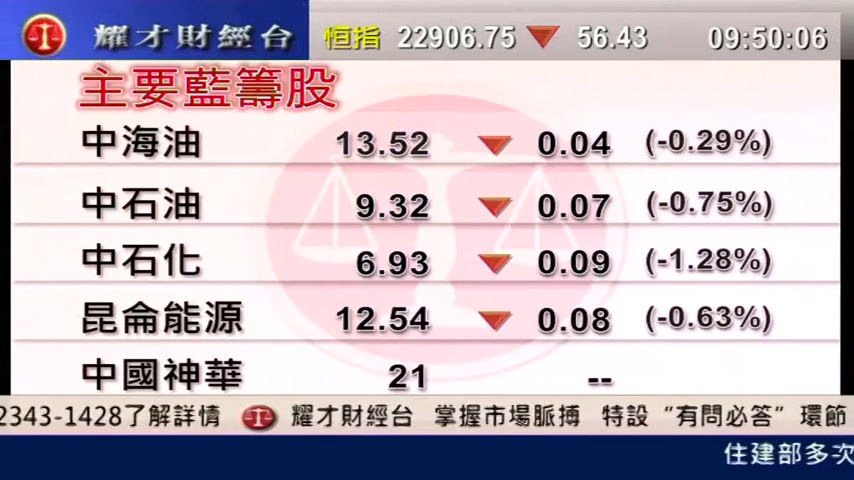 耀才財經台 恒指 22906.75 ▼ 56.43 09:50:06
主要藍籌股
中海油 13.52 ▼ 0.04 (-0.29%)
中石油 9.32 ▼ 0.07 (-0.75%)
中石化 6.93 ▼ 0.09 (-1.28%)
昆侖能源 12.54 ▼ 0.08 (-0.63%)
中國神華 21 --
2343-1428了解詳情 耀才財經台 掌握市場脈搏 特設“有問必答”環節
住建部多次